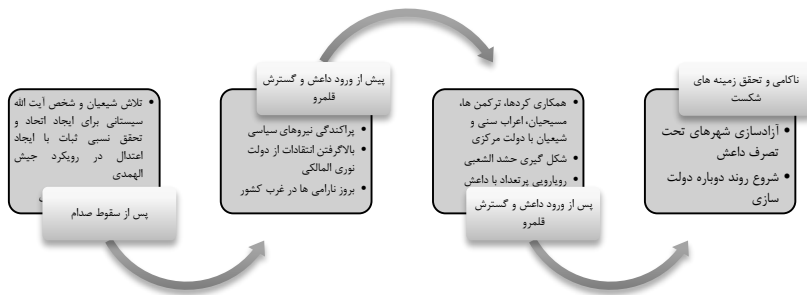 • تلاش شیعیان و شخص آیت الله
سیستانی برای ایجاد اتحاد و
تحقق نسبی ثبات با ایجاد
اعتدال در رویکرد جیش
الهمدی
پس از سقوط صدام
پیش از ورود داعش و گسترش
قلمرو
• پراکندگی نیروهای سیاسی
• بالاگرفتن انتقادات از دولت
نوری المالکی
• بروز نارامی ها در غرب کشور
• همکاری کردها، ترکمن ها،
مسیحیان، اعراب سنی و
شیعیان با دولت مرکزی
• شکل گیری حشد الشعبی
• رویارویی پرتعداد با داعش
پس از ورود داعش و گسترش
قلمرو
ناکامی و تحقق زمینه های
شکست
• آزادسازی شهرهای تحت
تصرف داعش
• شروع روند دوباره دولت
سازی